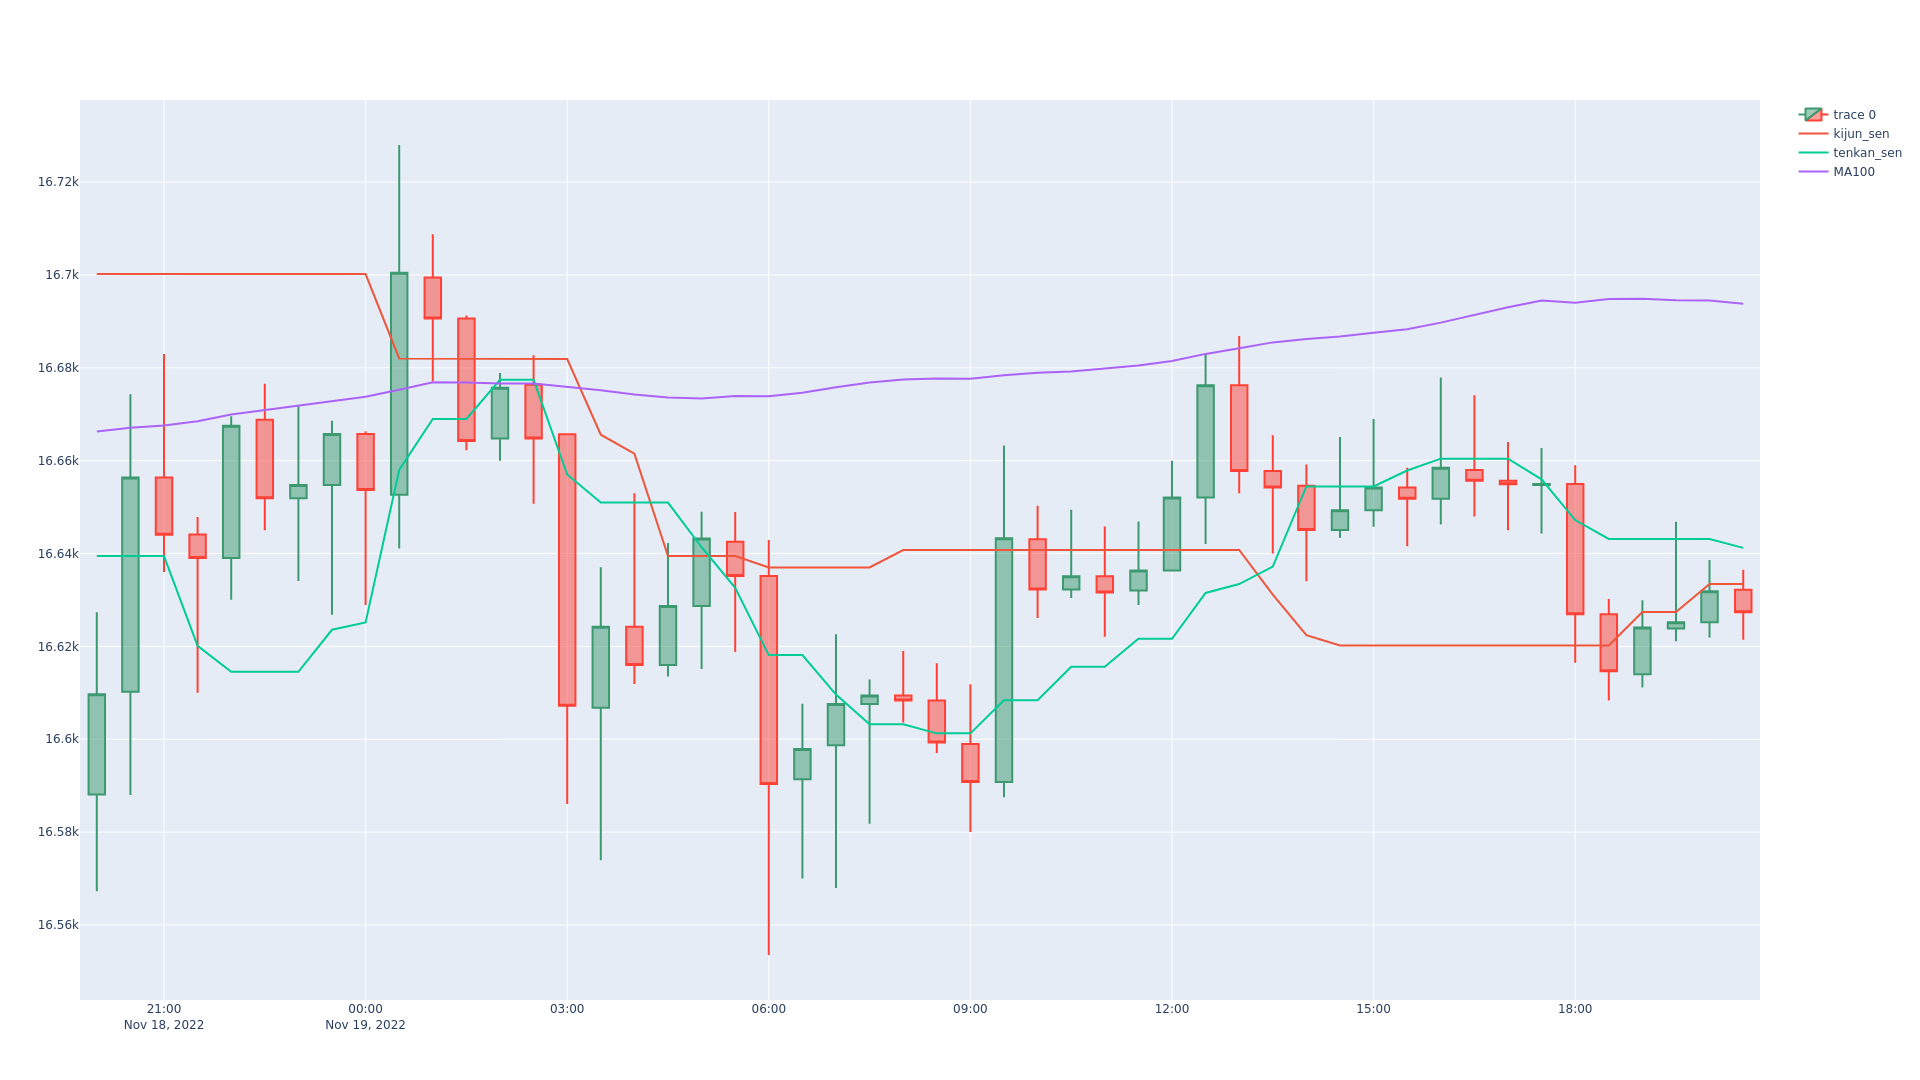 trace 0
kijun_sen
tenkan_sen
MA100
16.72k
16.7k
16.68k
16.66k
16.64k
16.62k
16.6k
16.58k
16.56k
21:00 00:00 03:00 06:00 09:00 12:00 15:00 18:00
Nov 18, 2022 Nov 19, 2022